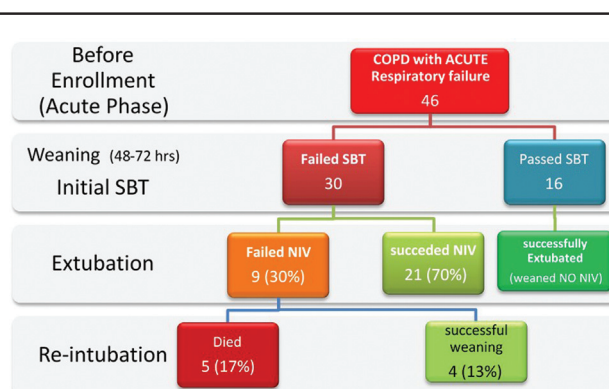 Before
Enrollment
(Acute Phase)
COPD with ACUTE
Respiratory failure
46
Weaning (48-72 hrs)
Initial SBT
Failed SBT
30
Passed SBT
16
Extubation
Failed NIV
9 (30%)
succeded NIV
21 (70%)
successfully
Extubated
(weaned NO NIV)
Re-intubation
Died
5 (17%)
successful
weaning
4 (13%)